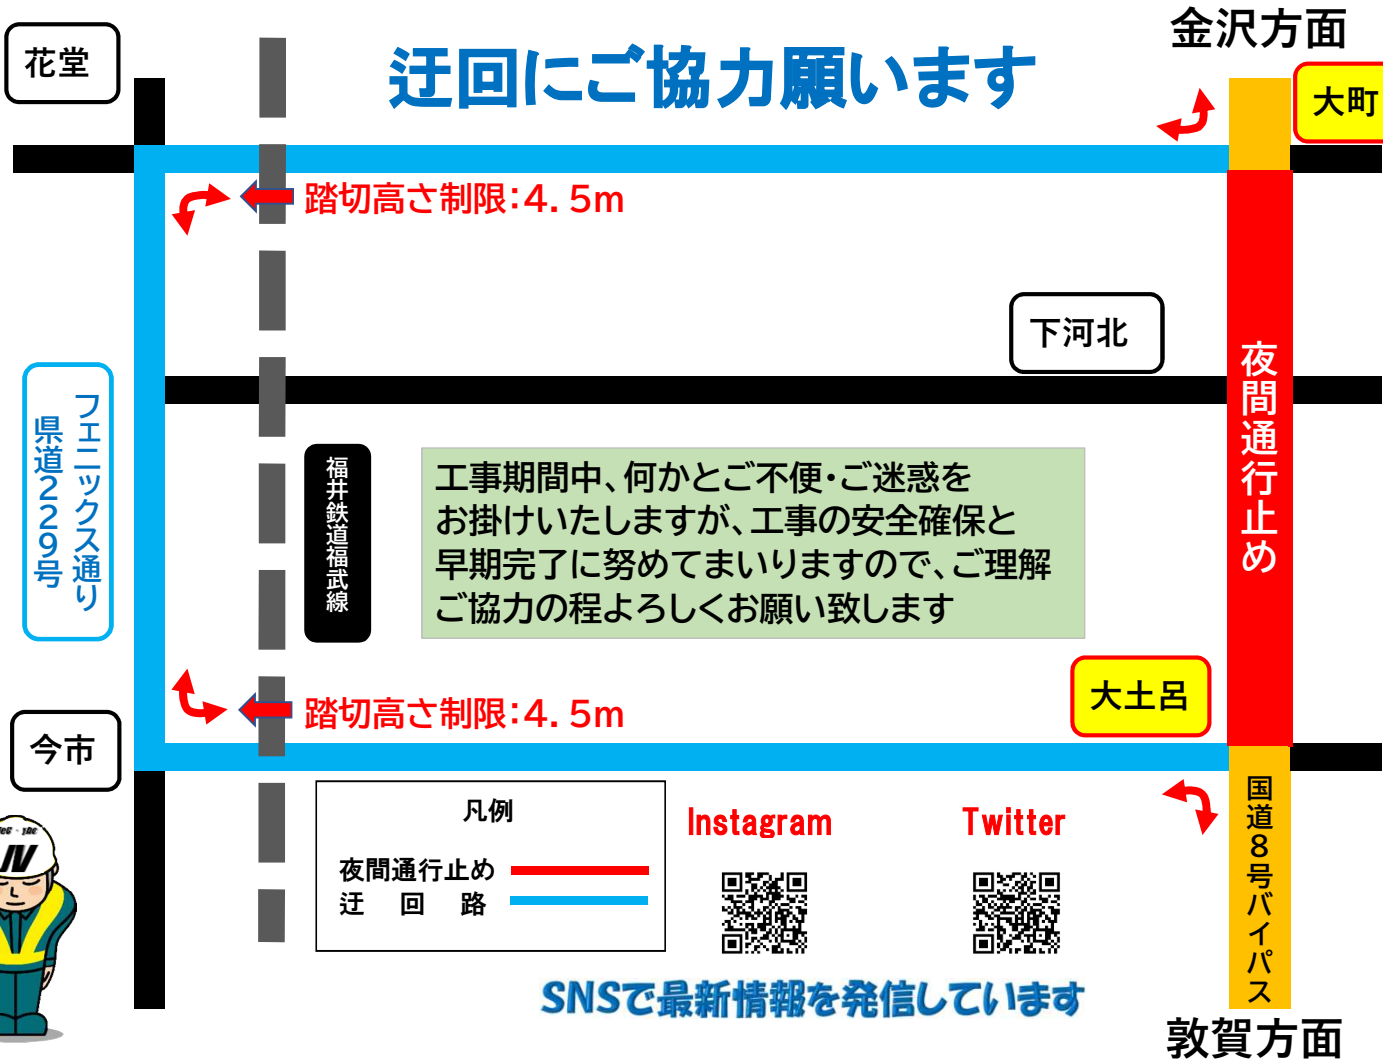 金沢方面
花堂
迂回にご協力願います
大町
踏切高さ制限：4．5m
下河北
夜間通行止め
フェニックス通り
県道229号
福井鉄道福武線
工事期間中、何かとご不便・ご迷惑を
お掛けいたしますが、工事の安全確保と
早期完了に努めてまいりますので、ご理解
ご協力の程よろしくお願い致します
大土呂
踏切高さ制限：4．5m
今市
凡例
夜間通行止め
迂　回　路
Instagram
Twitter
国道8号バイパス
SNSで最新情報を発信しています
敦賀方面